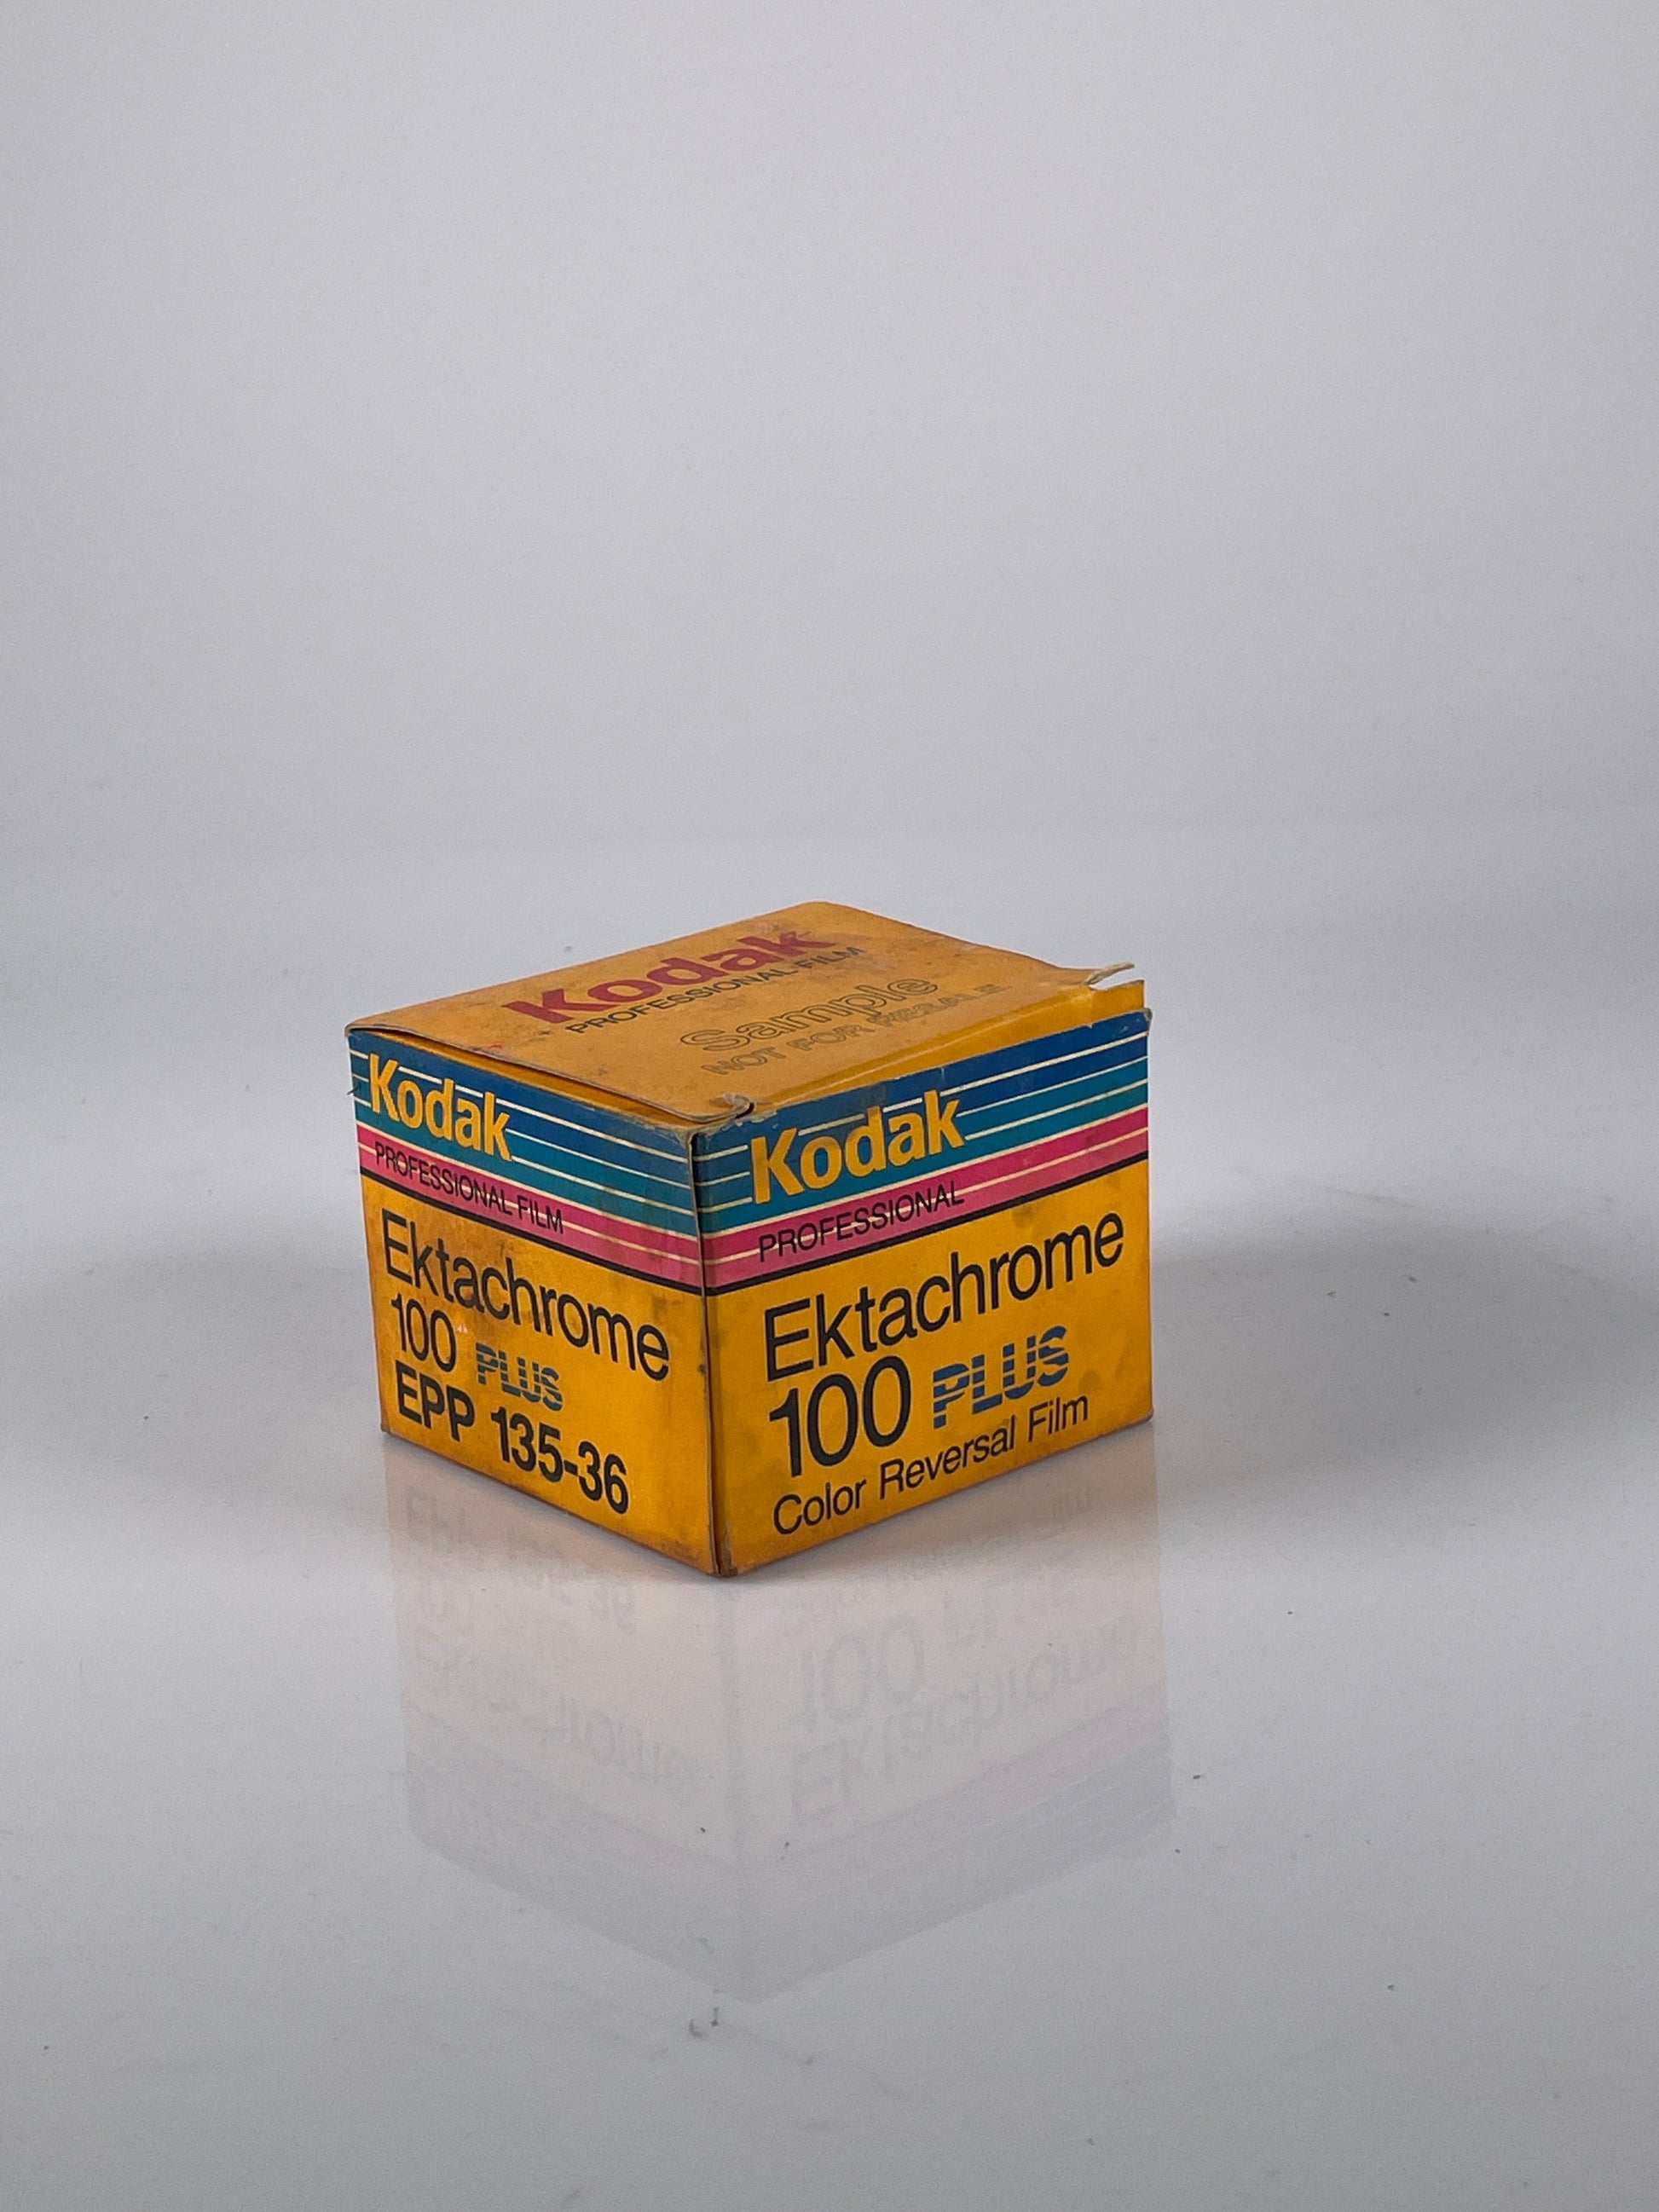 Kodak
PROFESSIONAL FILM
Sample
NOT FOR RESALE
Kodak
PROFESSIONAL FILM
Ektachrome
100 PLUS
EPP 135-36
Kodak
PROFESSIONAL
Ektachrome
100 PLUS
Color Reversal Film